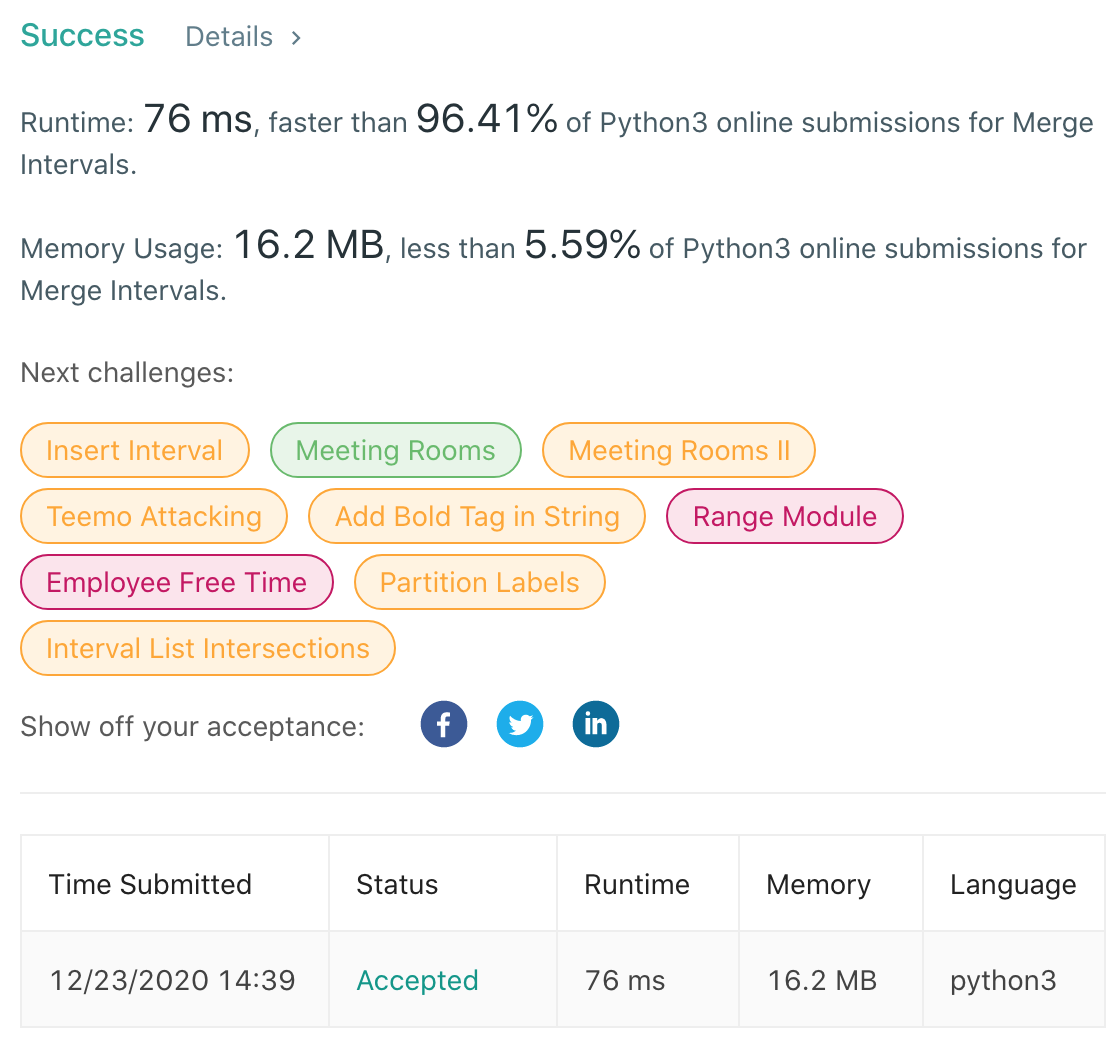 Success Details >
Runtime: 76 ms, faster than 96.41% of Python3 online submissions for Merge
Intervals.
Memory Usage: 16.2 MB, less than 5.59% of Python3 online submissions for
Merge Intervals.
Next challenges:
Insert Interval Meeting Rooms Meeting Rooms II
Teemo Attacking Add Bold Tag in String Range Module
Employee Free Time Partition Labels
Interval List Intersections
Show off your acceptance: f in
Time Submitted Status Runtime Memory Language
12/23/2020 14:39 Accepted 76 ms 16.2 MB python3